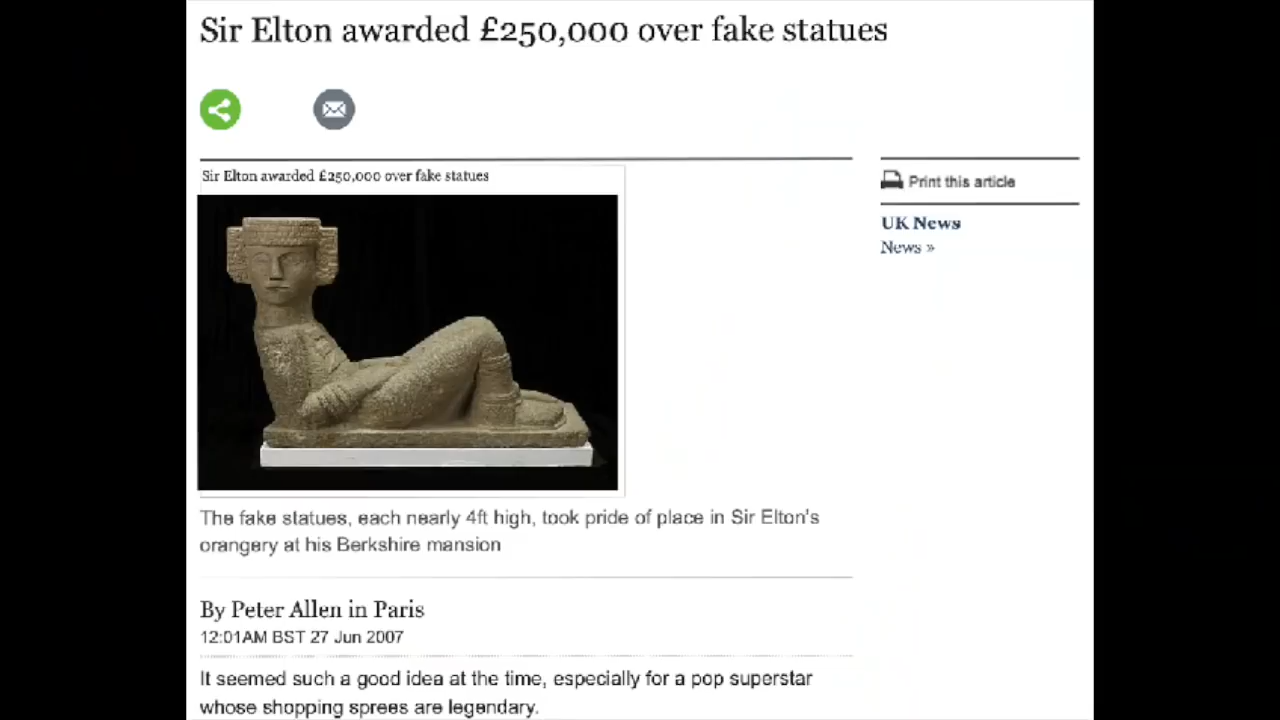 Sir Elton awarded £250,000 over fake statues
Sir Elton awarded £250,000 over fake statues
Print this article
UK News
News »
The fake statues, each nearly 4ft high, took pride of place in Sir Elton's
orangery at his Berkshire mansion
By Peter Allen in Paris
12:01AM BST 27 Jun 2007
It seemed such a good idea at the time, especially for a pop superstar
whose shopping sprees are legendary.